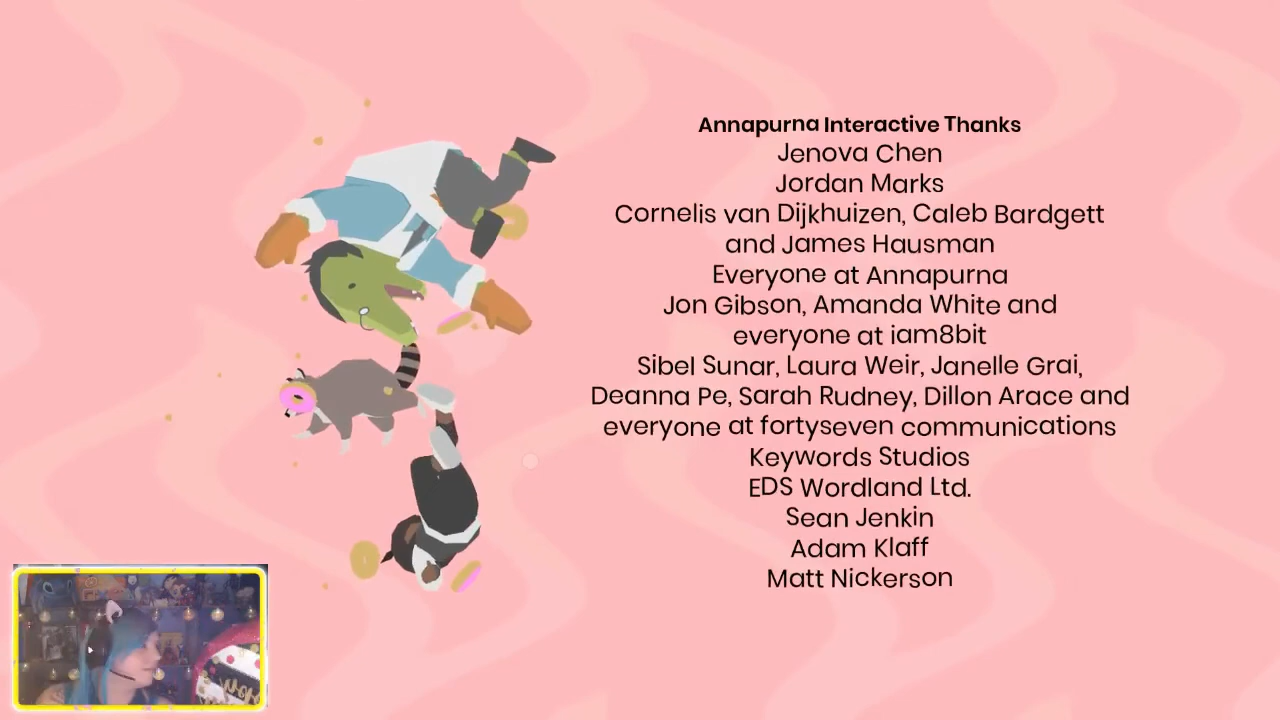 Annapurna Interactive Thanks
Jenova Chen
Jordan Marks
Cornelis van Dijkhuizen, Caleb Bardgett
and James Hausman
Everyone at Annapurna
Jon Gibson, Amanda White and
everyone at iam8bit
Sibel Sunar, Laura Weir, Janelle Grai,
Deanna Pe, Sarah Rudney, Dillon Arace and
everyone at fortyseven communications
Keywords Studios
EDS Wordland Ltd.
Sean Jenkin
Adam Klaff
Matt Nickerson